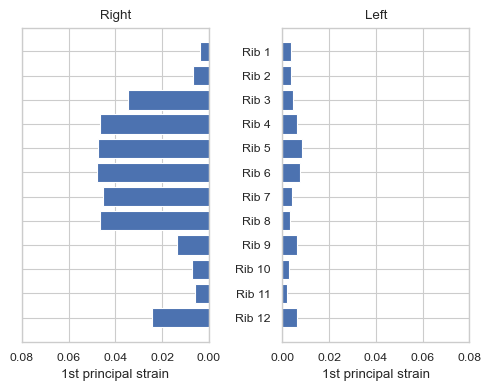 Right Left
Rib 1
Rib 2
Rib 3
Rib 4
Rib 5
Rib 6
Rib 7
Rib 8
Rib 9
Rib 10
Rib 11
Rib 12
0.08 0.06 0.04 0.02 0.00 0.00 0.02 0.04 0.06 0.08
1st principal strain 1st principal strain